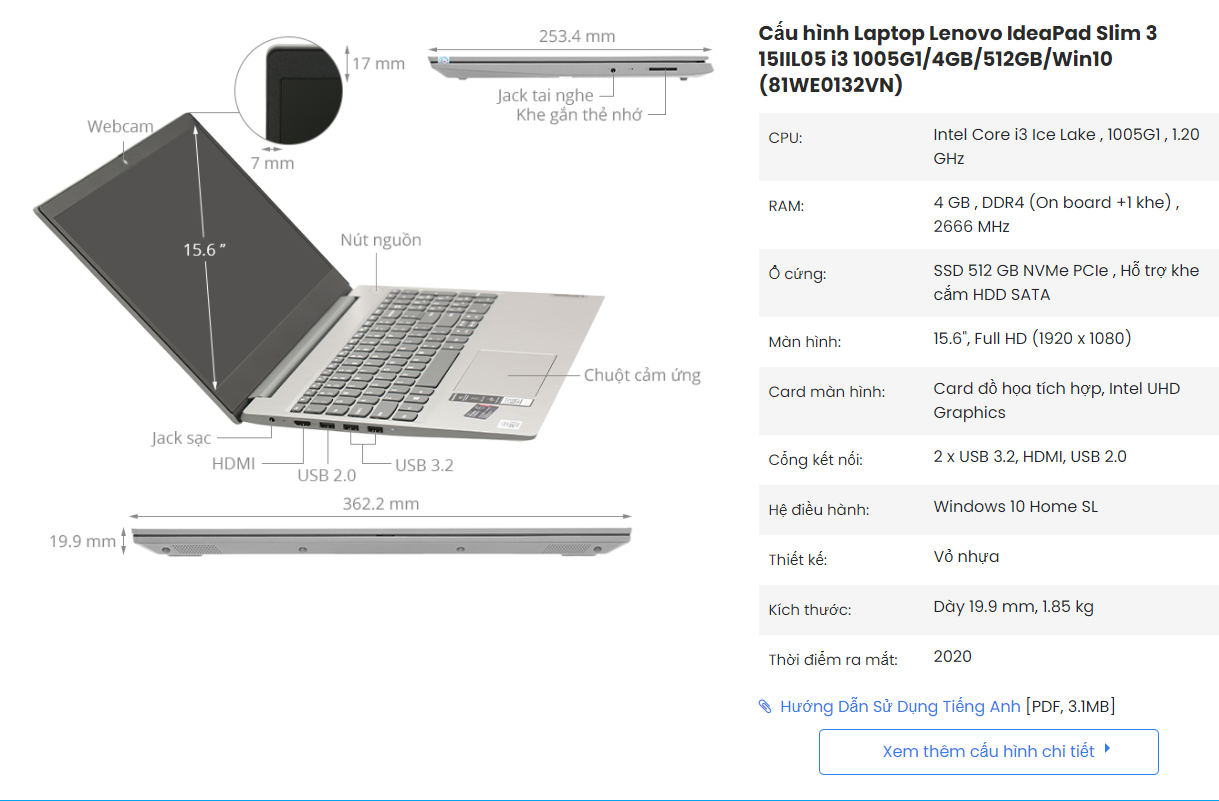 253.4 mm
17 mm
Jack tai nghe
Khe gắn thẻ nhớ
Webcam
7 mm
15.6 ”
Nút nguồn
Chuột cảm ứng
Jack sạc
HDMI
USB 2.0
USB 3.2
362.2 mm
19.9 mm
Cấu hình Laptop Lenovo IdeaPad Slim 3
15IIL05 i3 1005G1/4GB/512GB/Win10
(81WE0132VN)
CPU: Intel Core i3 Ice Lake , 1005G1 , 1.20
GHz
RAM: 4 GB , DDR4 (On board +1 khe) ,
2666 MHz
Ổ cứng: SSD 512 GB NVMe PCIe , Hỗ trợ khe
cắm HDD SATA
Màn hình: 15.6", Full HD (1920 x 1080)
Card màn hình: Card đồ họa tích hợp, Intel UHD
Graphics
Cổng kết nối: 2 x USB 3.2, HDMI, USB 2.0
Hệ điều hành: Windows 10 Home SL
Thiết kế: Vỏ nhựa
Kích thước: Dày 19.9 mm, 1.85 kg
Thời điểm ra mắt: 2020
Hướng Dẫn Sử Dụng Tiếng Anh [PDF, 3.1MB]
Xem thêm cấu hình chi tiết